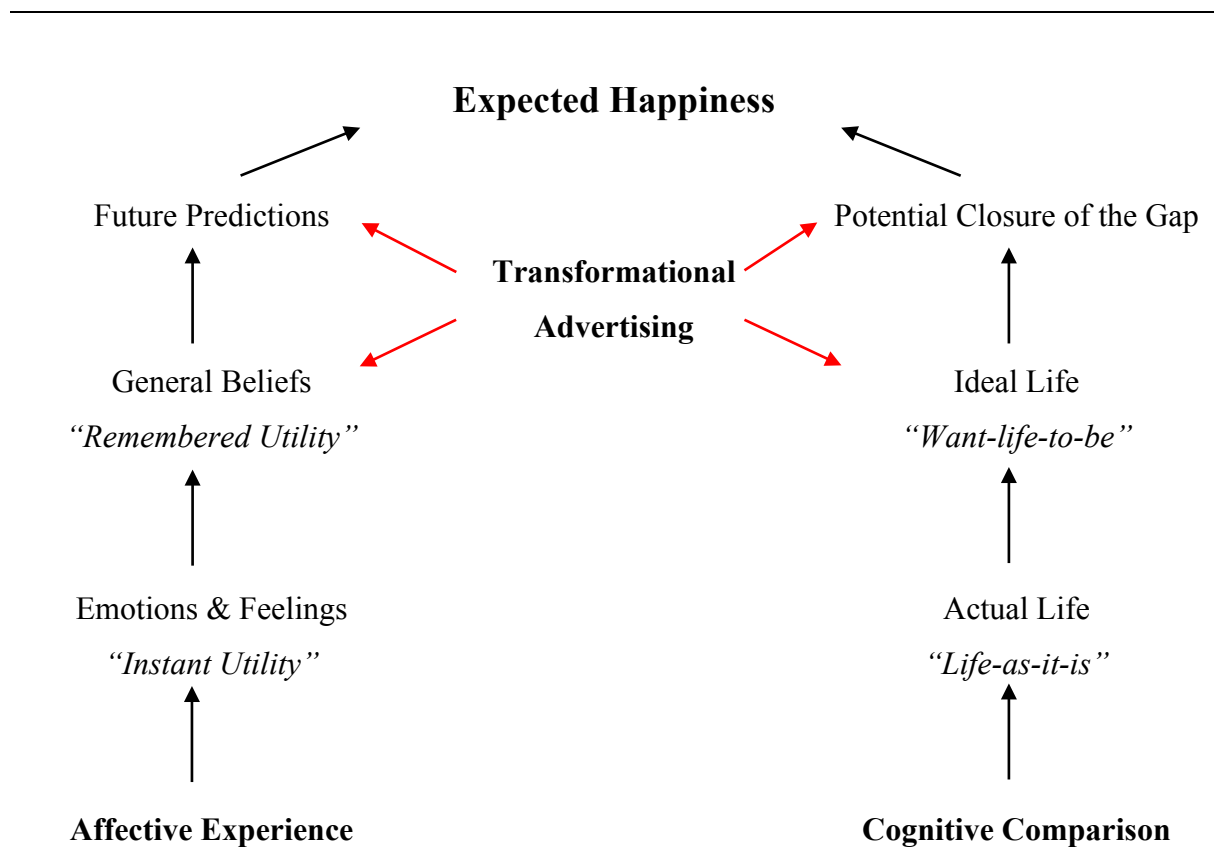 Expected Happiness
Future Predictions
Potential Closure of the Gap
Transformational
Advertising
General Beliefs
“Remembered Utility”
Ideal Life
“Want-life-to-be”
Emotions & Feelings
“Instant Utility”
Actual Life
“Life-as-it-is”
Affective Experience
Cognitive Comparison